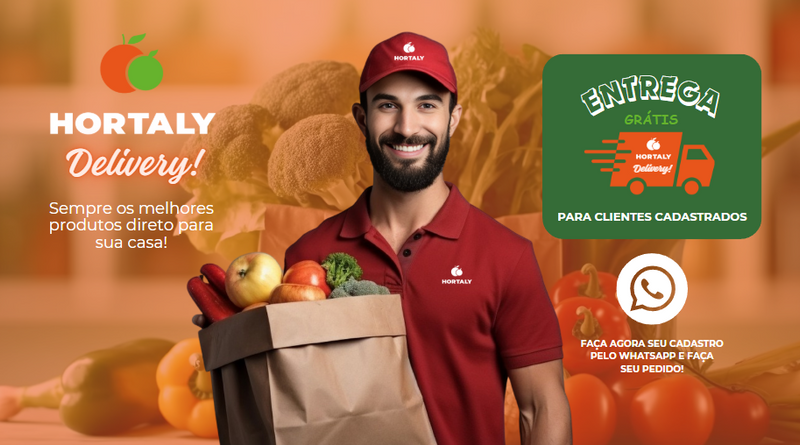 HORTALY
Delivery!
Sempre os melhores
produtos direto para
sua casa!
HORTALY
HORTALY
ENTREGA
GRÁTIS
HORTALY
Delivery!
PARA CLIENTES CADASTRADOS
FAÇA AGORA SEU CADASTRO
PELO WHATSAPP E FAÇA
SEU PEDIDO!